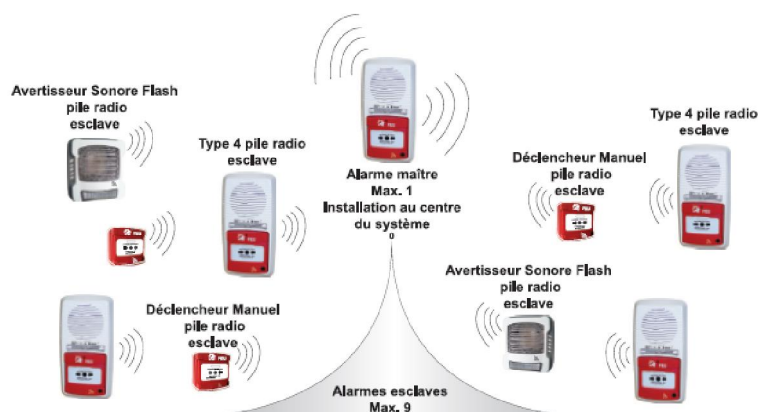 Avertisseur Sonore Flash
pile radio
esclave
Type 4 pile radio
esclave
Alarme maître
Max. 1
Installation au centre
du système
0
Déclencheur Manuel
pile radio
esclave
Type 4 pile radio
esclave
Déclencheur Manuel
pile radio
esclave
Avertisseur Sonore Flash
pile radio
esclave
Alarmes esclaves
Max. 9